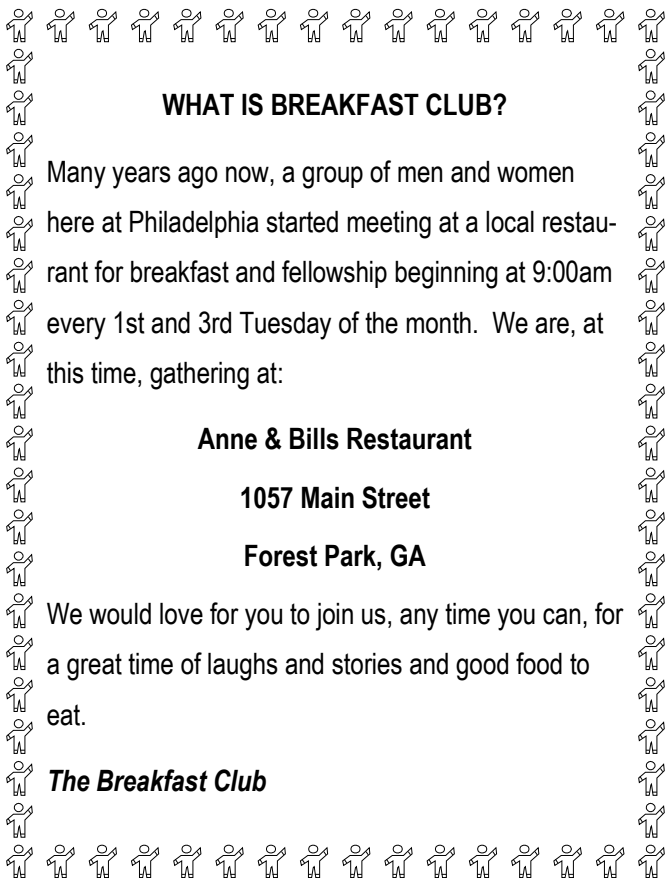 WHAT IS BREAKFAST CLUB?
Many years ago now, a group of men and women
here at Philadelphia started meeting at a local restau-
rant for breakfast and fellowship beginning at 9:00am
every 1st and 3rd Tuesday of the month.  We are, at
this time, gathering at:
Anne & Bills Restaurant
1057 Main Street
Forest Park, GA
We would love for you to join us, any time you can, for
a great time of laughs and stories and good food to
eat.
The Breakfast Club